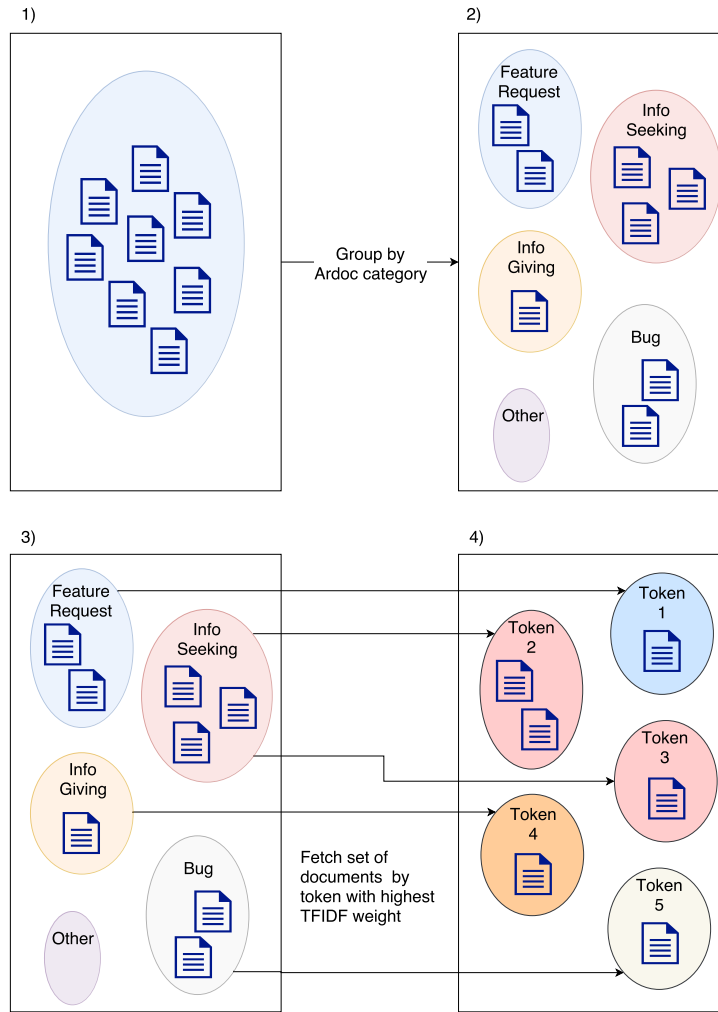 1)
2)
Feature
Request
Info
Seeking
Group by
Ardoc category
Info
Giving
Bug
Other
3)
4)
Feature
Request
Info
Seeking
Token
1
Token
2
Token
3
Info
Giving
Token
4
Fetch set of
documents  by
token with highest
TFIDF weight
Bug
Token
5
Other